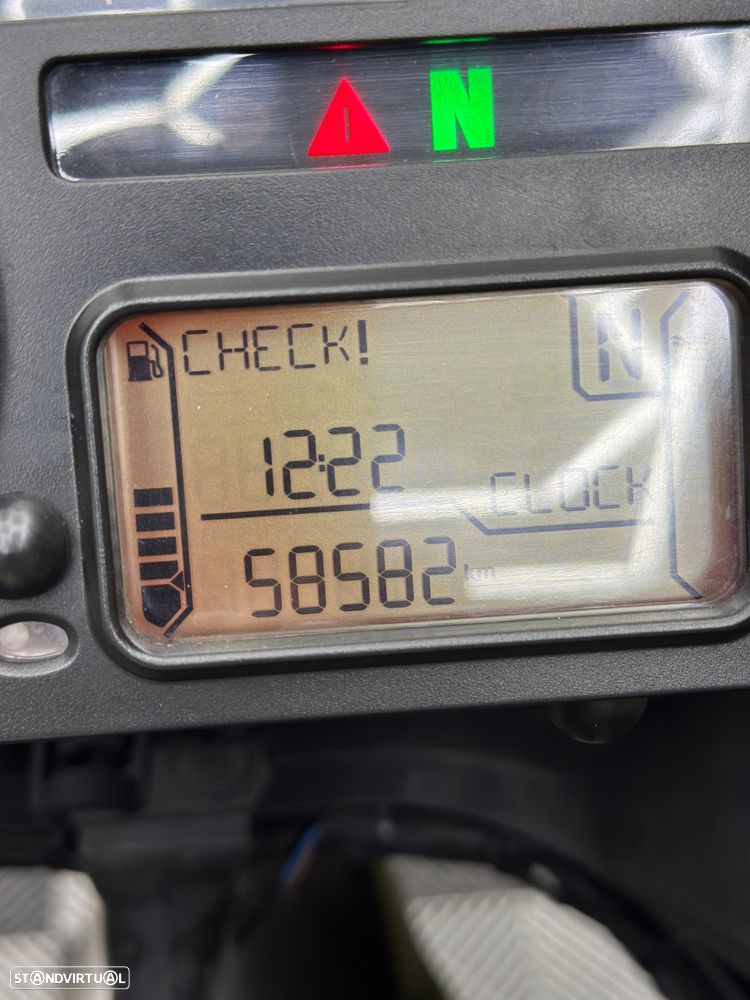 N
CHECK!
N
12:22
CLOCK
58582 km
STANDVIRTUAL